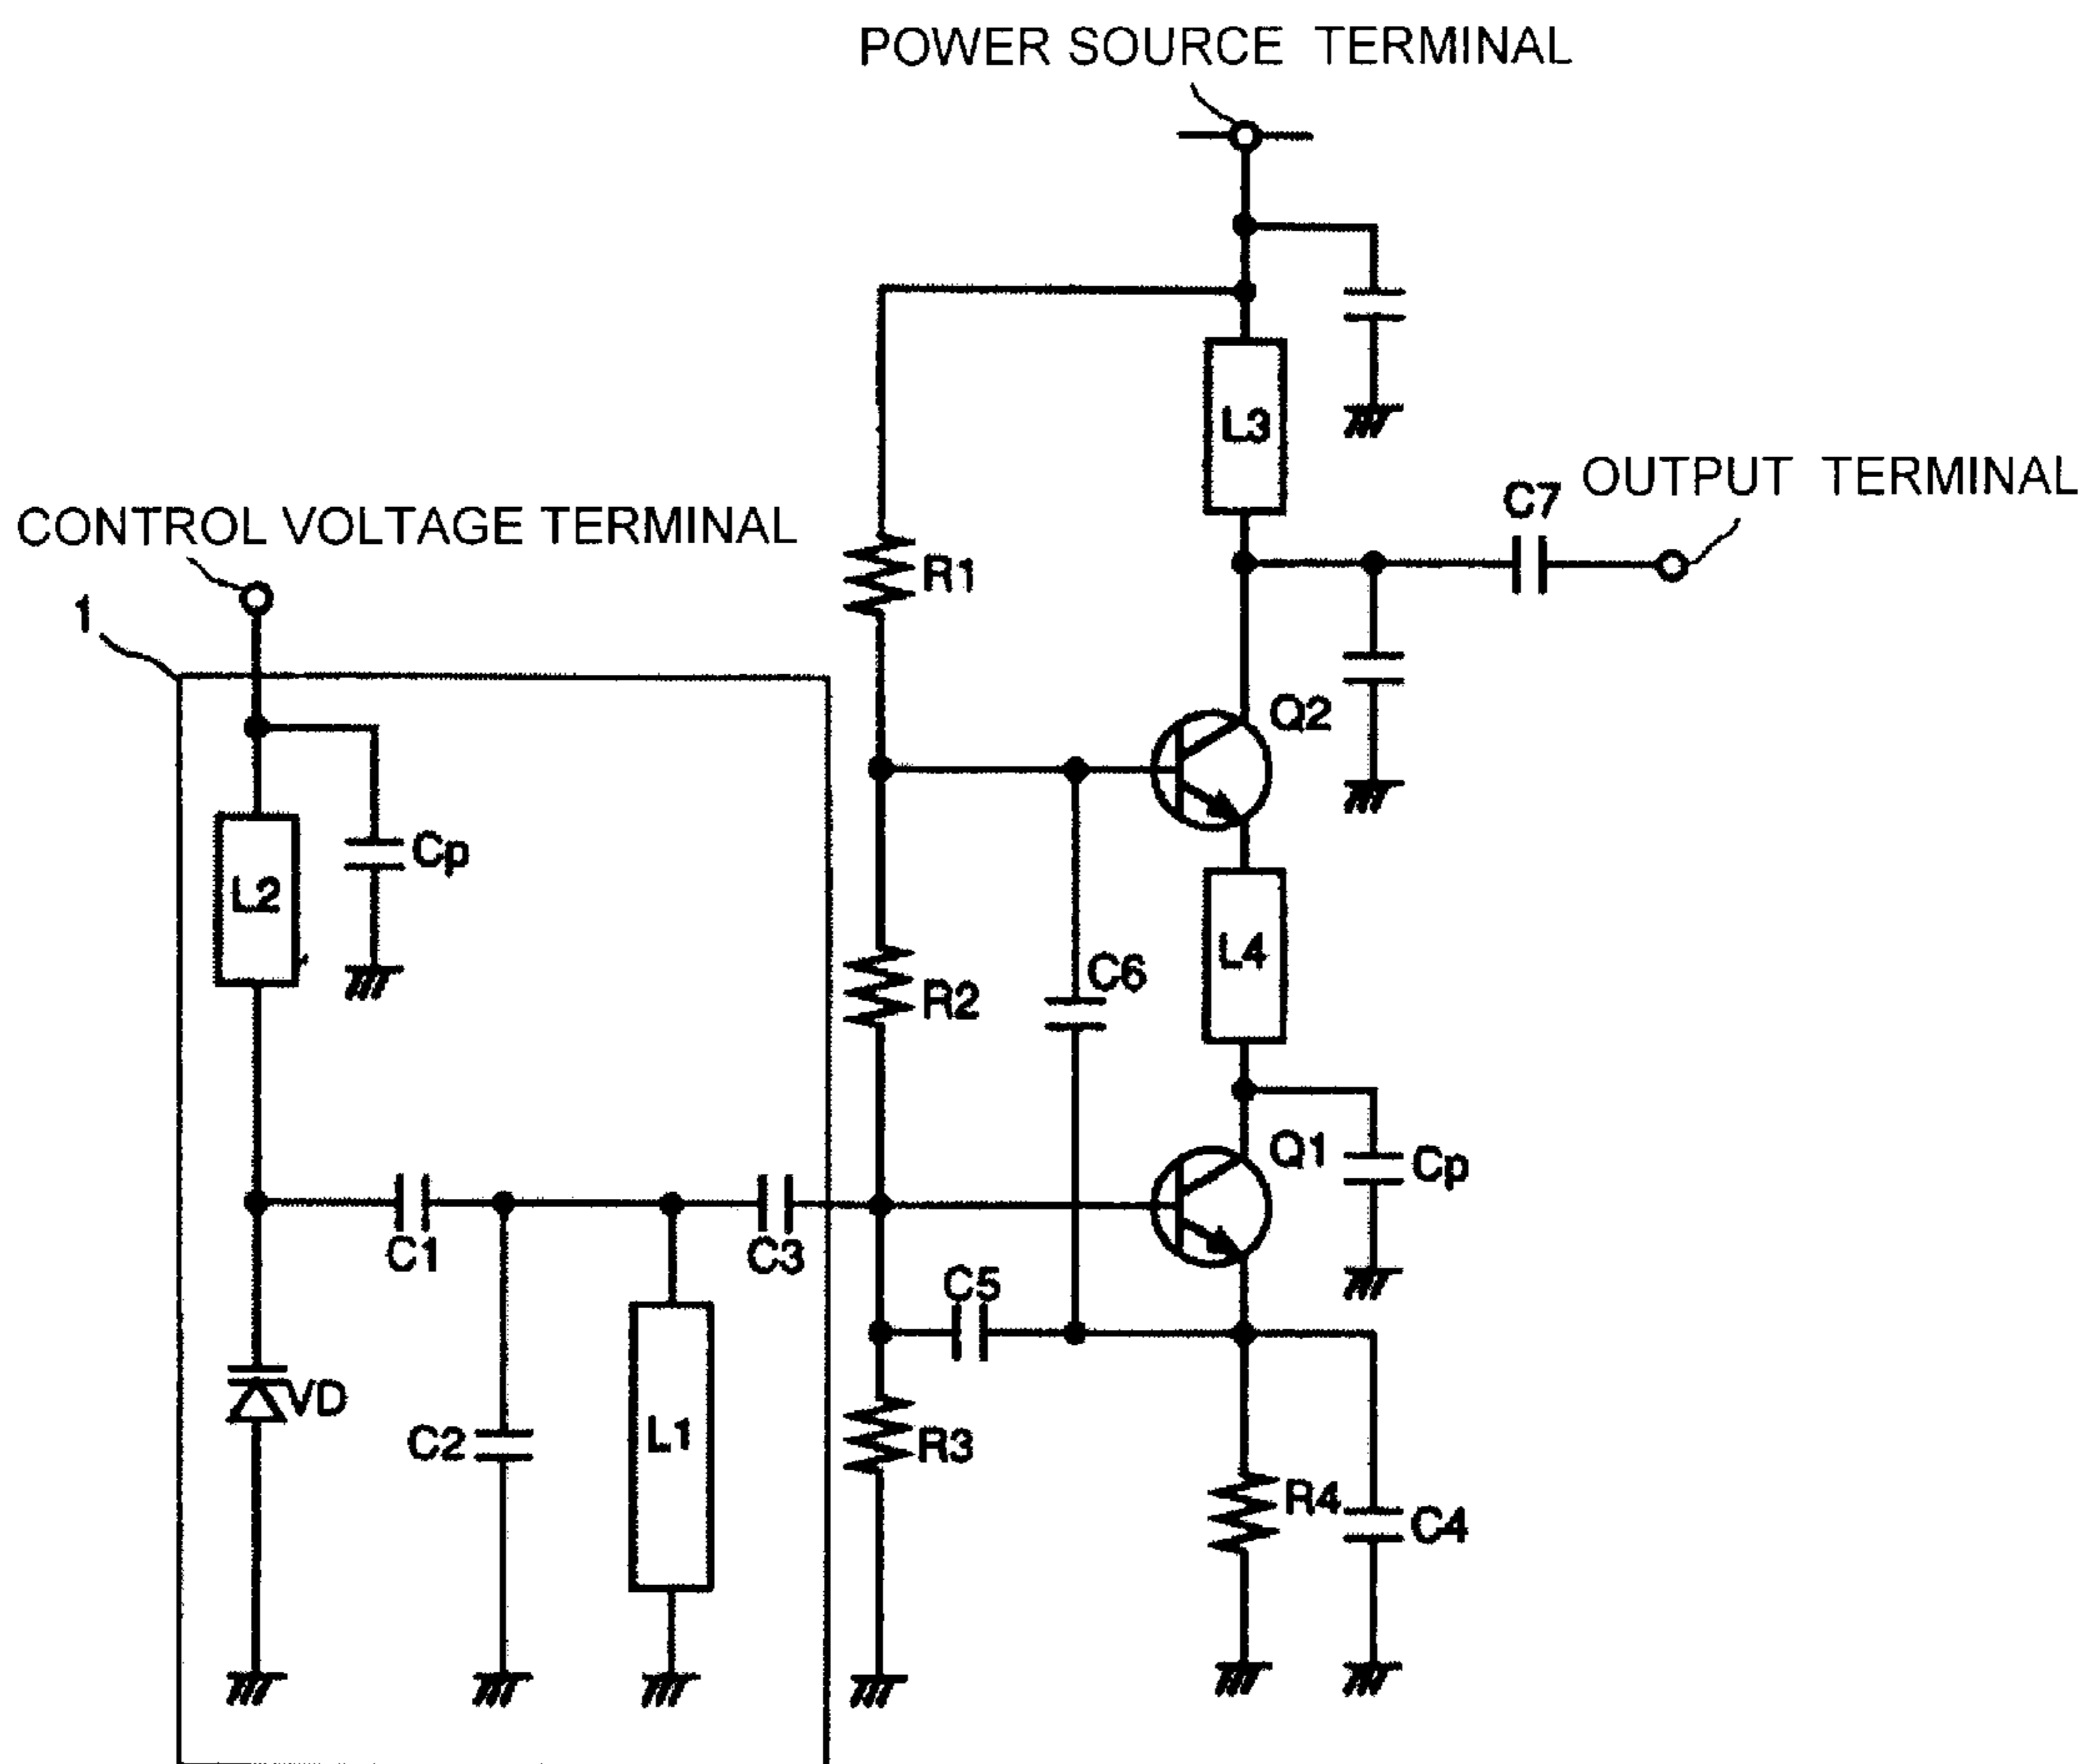 POWER SOURCE TERMINAL
L3
C7
OUTPUT TERMINAL
CONTROL VOLTAGE TERMINAL
R1
1
Q2
L2
Cp
L4
C6
R2
Q1
Cp
C1
C3
C5
VD
C2
L1
R3
R4
C4